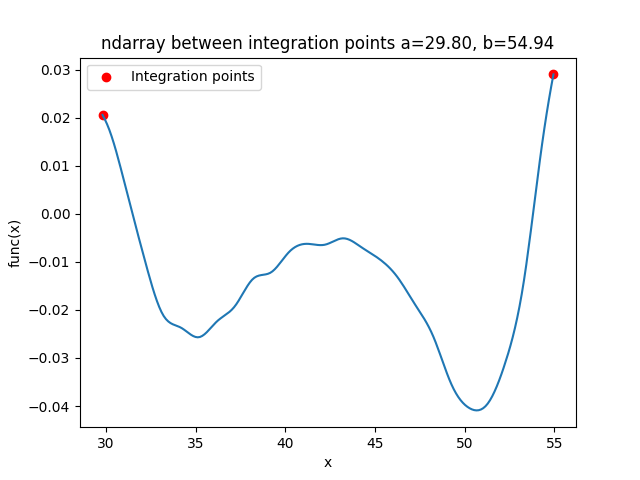 ndarray between integration points a=29.80, b=54.94
Integration points
0.03
0.02
0.01
0.00
−0.01
−0.02
−0.03
−0.04
func(x)
30 35 40 45 50 55
x